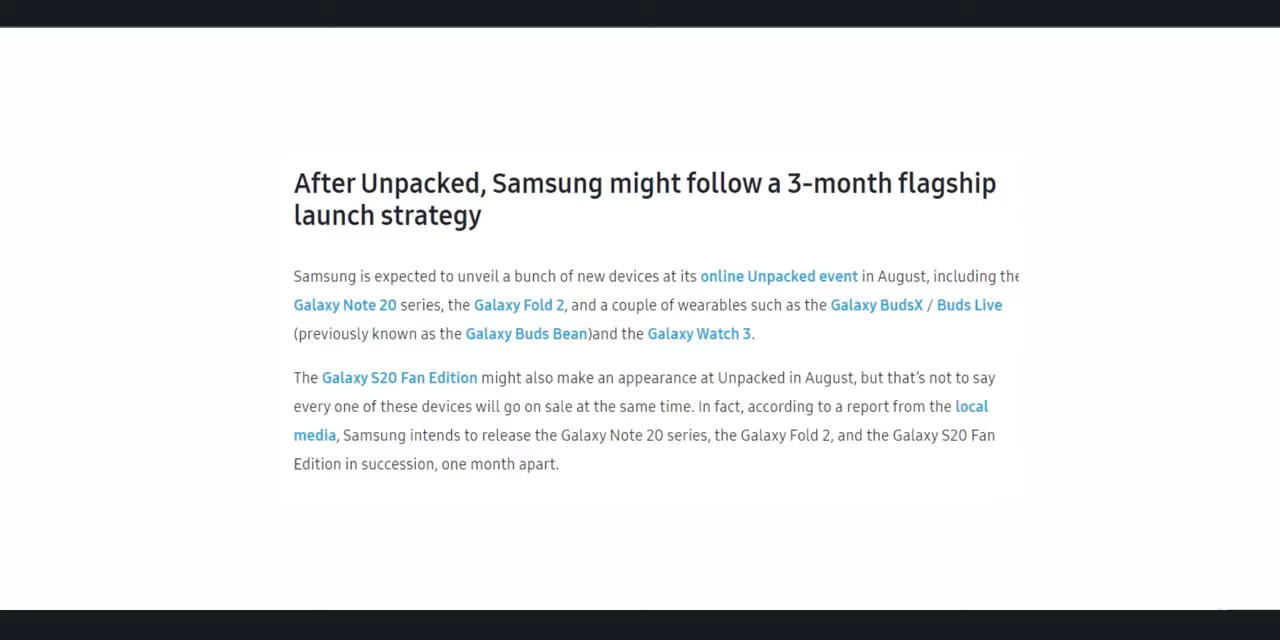 After Unpacked, Samsung might follow a 3-month flagship
launch strategy
Samsung is expected to unveil a bunch of new devices at its online Unpacked event in August, including the
Galaxy Note 20 series, the Galaxy Fold 2, and a couple of wearables such as the Galaxy BudsX / Buds Live
(previously known as the Galaxy Buds Bean)and the Galaxy Watch 3.
The Galaxy S20 Fan Edition might also make an appearance at Unpacked in August, but that’s not to say
every one of these devices will go on sale at the same time. In fact, according to a report from the local
media, Samsung intends to release the Galaxy Note 20 series, the Galaxy Fold 2, and the Galaxy S20 Fan
Edition in succession, one month apart.